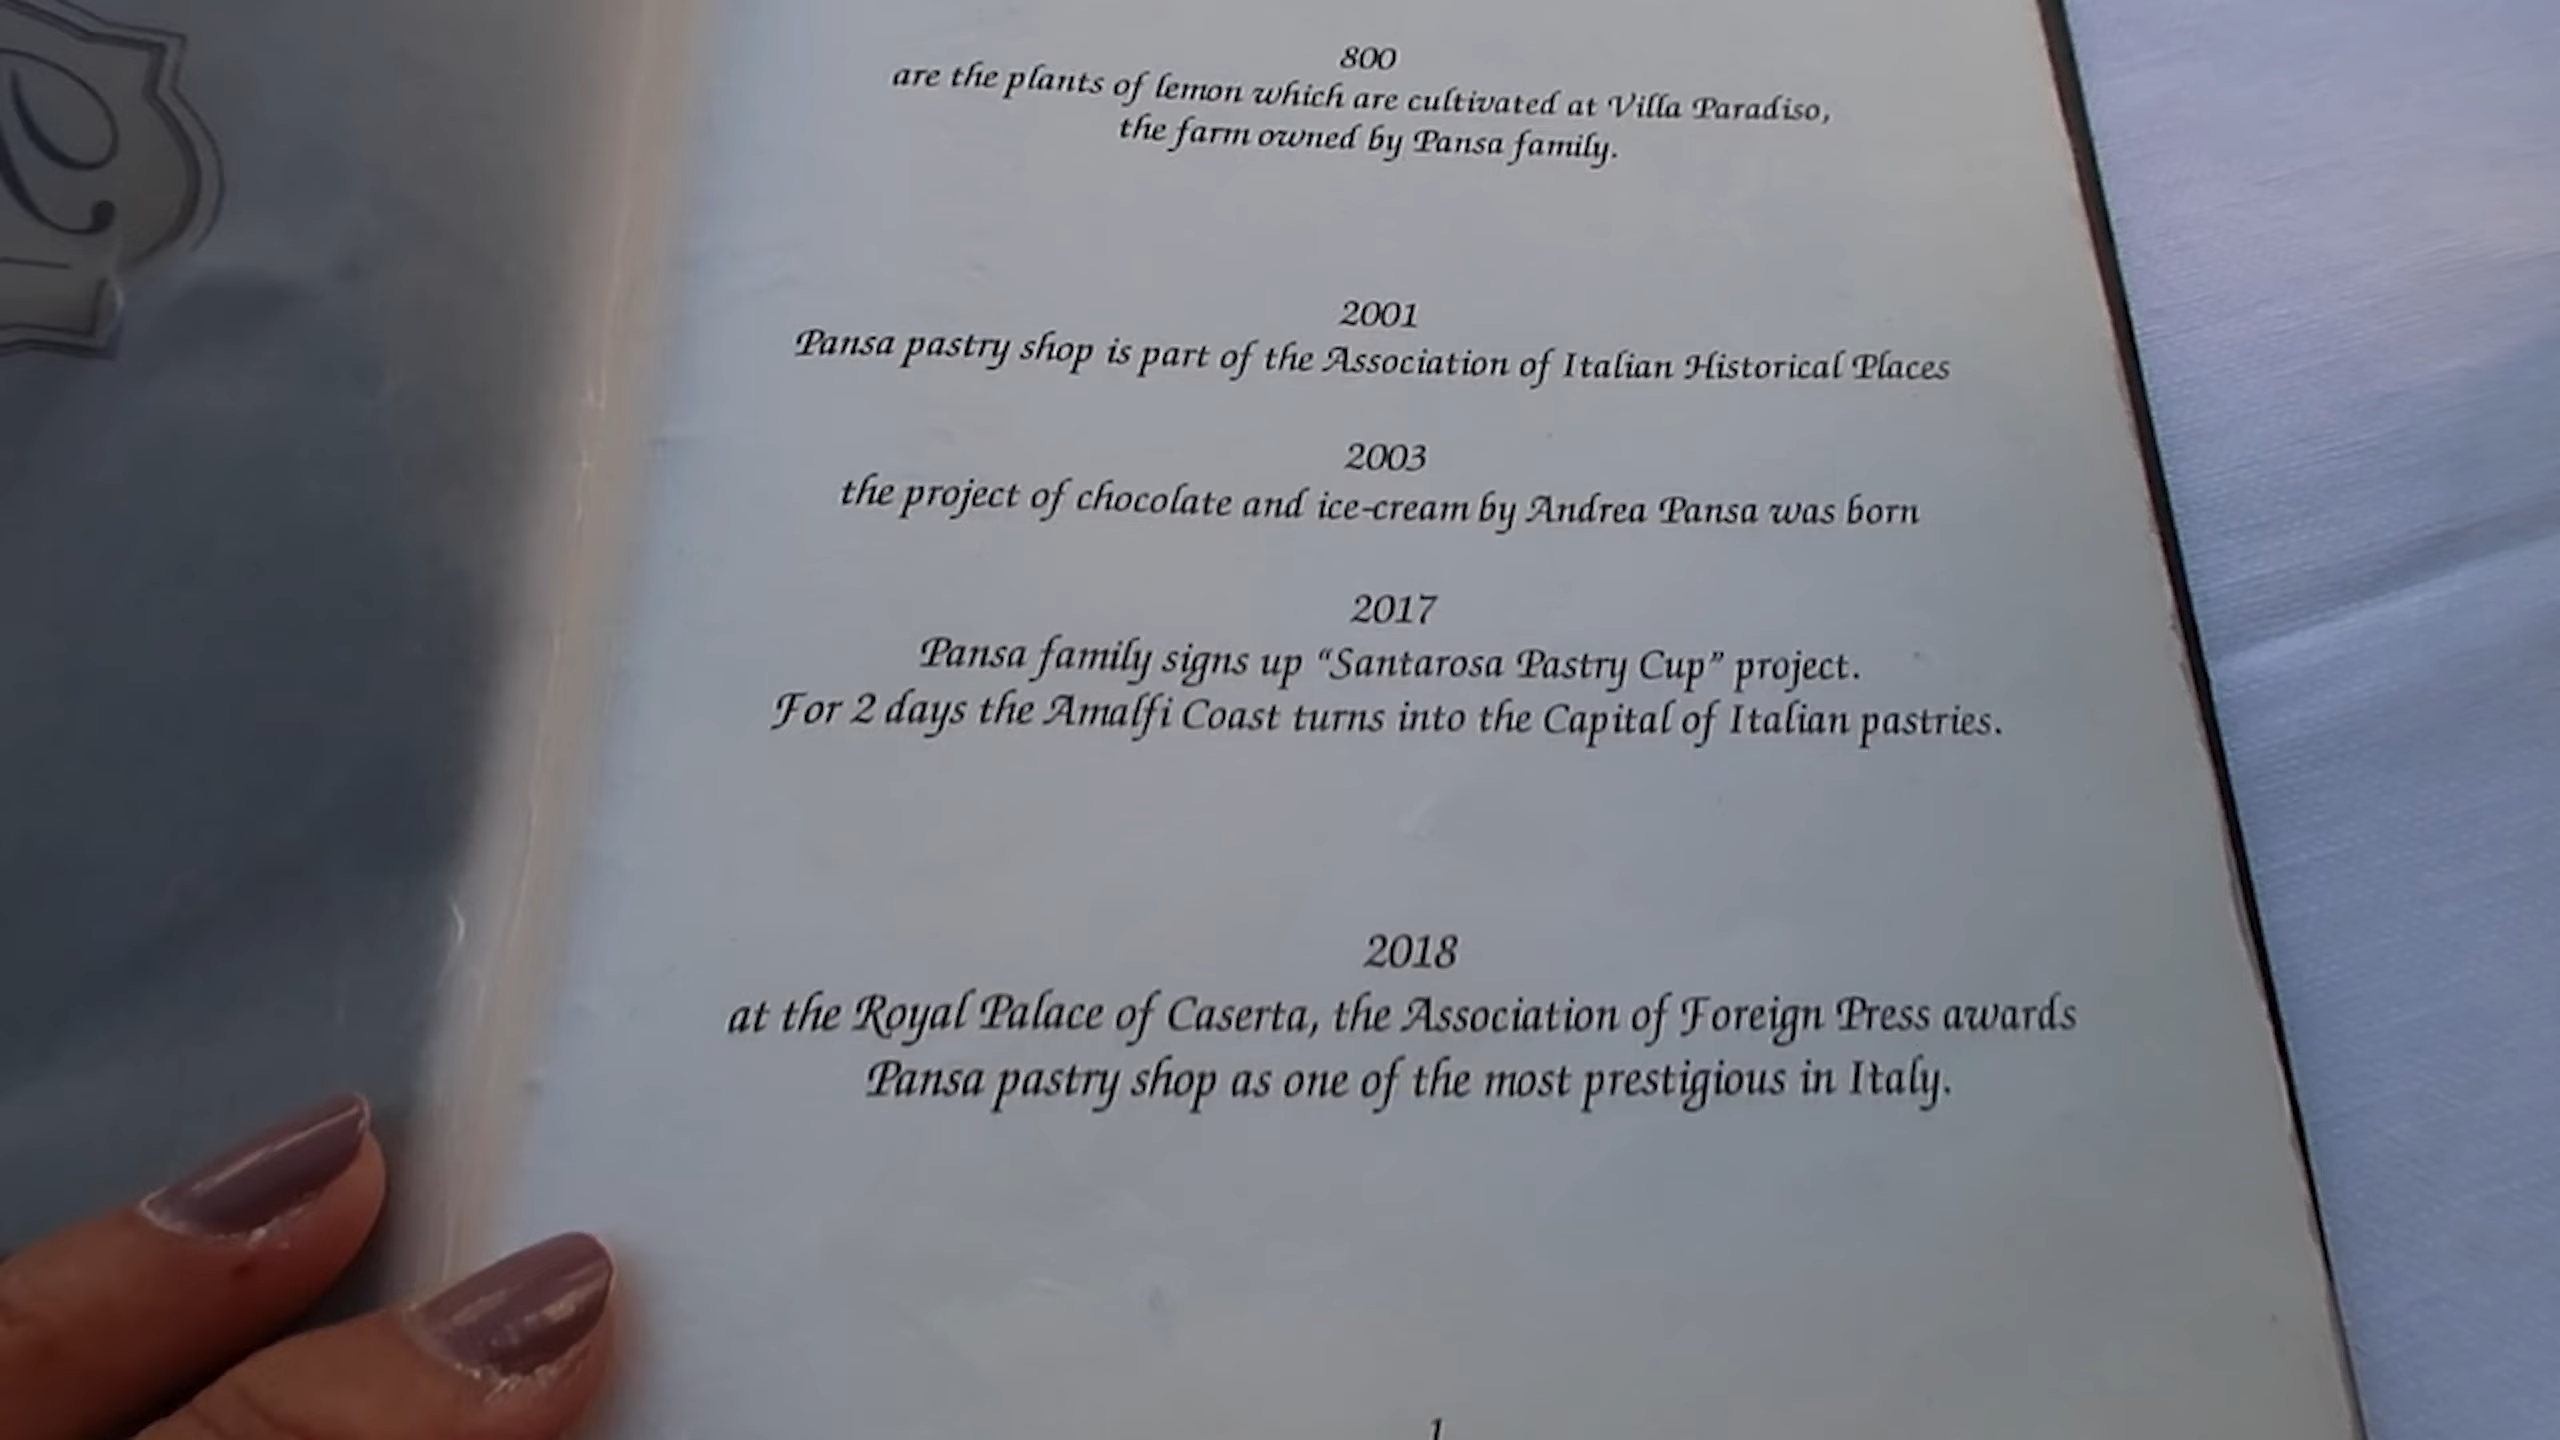 800
are the plants of lemon which are cultivated at Villa Paradiso,
the farm owned by Pansa family.
2001
Pansa pastry shop is part of the Association of Italian Historical Places
2003
the project of chocolate and ice-cream by Andrea Pansa was born
2017
Pansa family signs up “Santarosa Pastry Cup” project.
For 2 days the Amalfi Coast turns into the Capital of Italian pastries.
2018
at the Royal Palace of Caserta, the Association of Foreign Press awards
Pansa pastry shop as one of the most prestigious in Italy.
1